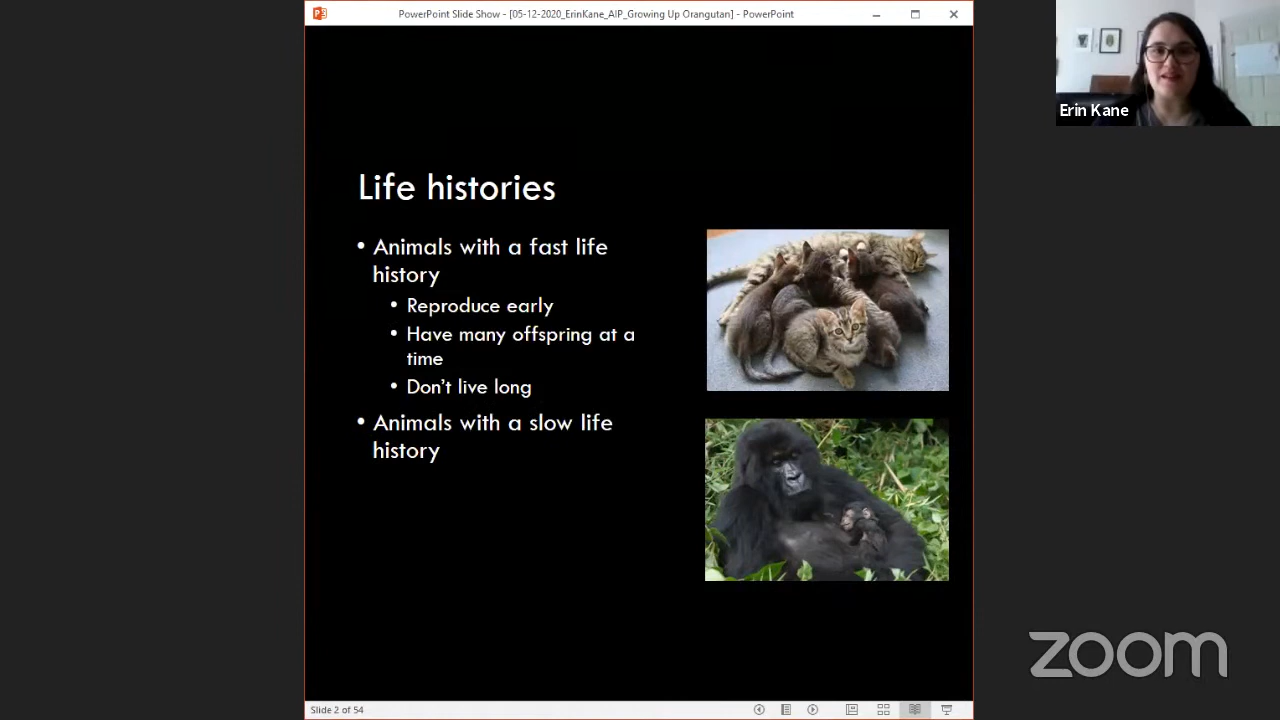 PowerPoint Slide Show - [05-12-2020_ErinKane_AIP_Growing Up Orangutan] - PowerPoint
Erin Kane
Life histories
• Animals with a fast life
history
• Reproduce early
• Have many offspring at a
time
• Don't live long
• Animals with a slow life
history
zoom
Slide 2 of 54